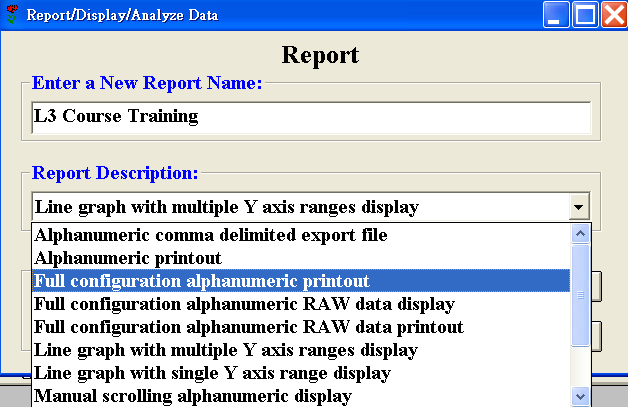 Report/Display/Analyze Data
Report
Enter a New Report Name:
L3 Course Training
Report Description:
Line graph with multiple Y axis ranges display
Alphanumeric comma delimited export file
Alphanumeric printout
Full configuration alphanumeric printout
Full configuration alphanumeric RAW data display
Full configuration alphanumeric RAW data printout
Line graph with multiple Y axis ranges display
Line graph with single Y axis range display
Manual scrolling alphanumeric display